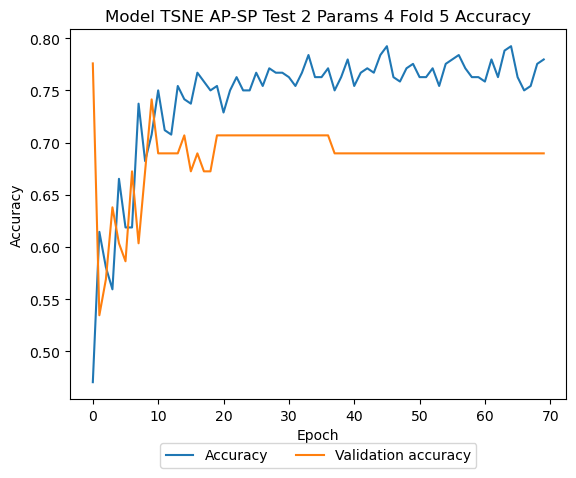 Model TSNE AP-SP Test 2 Params 4 Fold 5 Accuracy
0.80
0.75
0.70
0.65
0.60
0.55
0.50
Accuracy
0 10 20 30 40 50 60 70
Epoch
Accuracy Validation accuracy